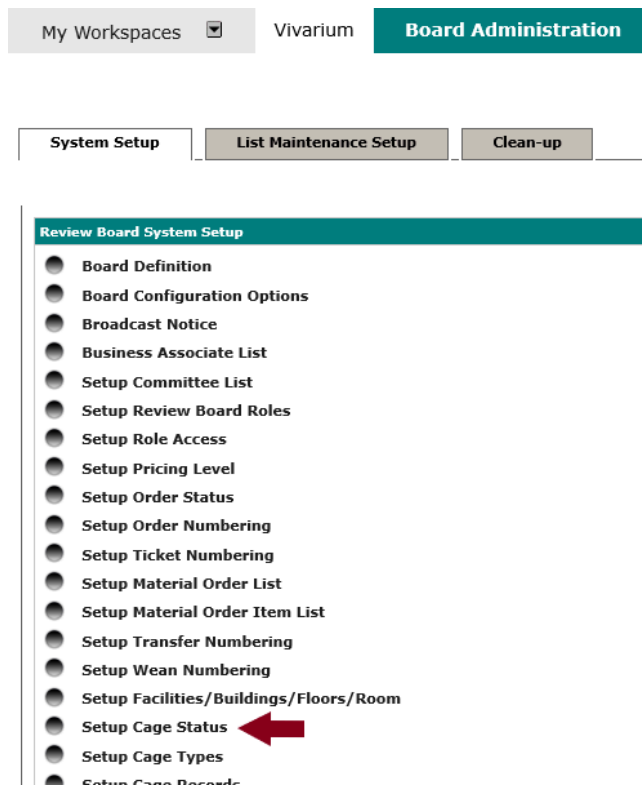 My Workspaces Vivarium Board Administration
System Setup List Maintenance Setup Clean-up
Review Board System Setup
Board Definition
Board Configuration Options
Broadcast Notice
Business Associate List
Setup Committee List
Setup Review Board Roles
Setup Role Access
Setup Pricing Level
Setup Order Status
Setup Order Numbering
Setup Ticket Numbering
Setup Material Order List
Setup Material Order Item List
Setup Transfer Numbering
Setup Wean Numbering
Setup Facilities/Buildings/Floors/Room
Setup Cage Status
Setup Cage Types
Setup Cage Records